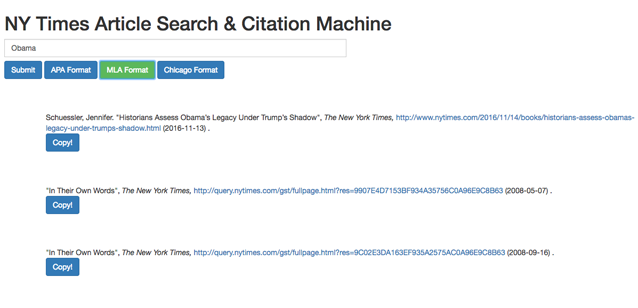 NY Times Article Search & Citation Machine
Obama
Submit APA Format MLA Format Chicago Format
Schuessler, Jennifer. "Historians Assess Obama's Legacy Under Trump's Shadow", The New York Times, http://www.nytimes.com/2016/11/14/books/historians-assess-obamas-
legacy-under-trumps-shadow.html (2016-11-13) .
Copy!
"In Their Own Words", The New York Times, http://query.nytimes.com/gst/fullpage.html?res=9907E4D7153BF934A35756C0A96E9C8B63 (2008-05-07) .
Copy!
"In Their Own Words", The New York Times, http://query.nytimes.com/gst/fullpage.html?res=9C02E3DA163EF935A2575AC0A96E9C8B63 (2008-09-16) .
Copy!